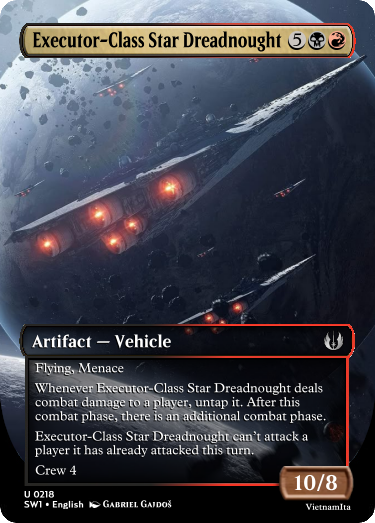 Executor-Class Star Dreadnought 5
Artifact — Vehicle
Flying, Menace
Whenever Executor-Class Star Dreadnought deals
combat damage to a player, untap it. After this
combat phase, there is an additional combat phase.
Executor-Class Star Dreadnought can't attack a
player it has already attacked this turn.
Crew 4
10/8
U 0218
SW1 • English Gabriel Gajdoš
VietnamIta